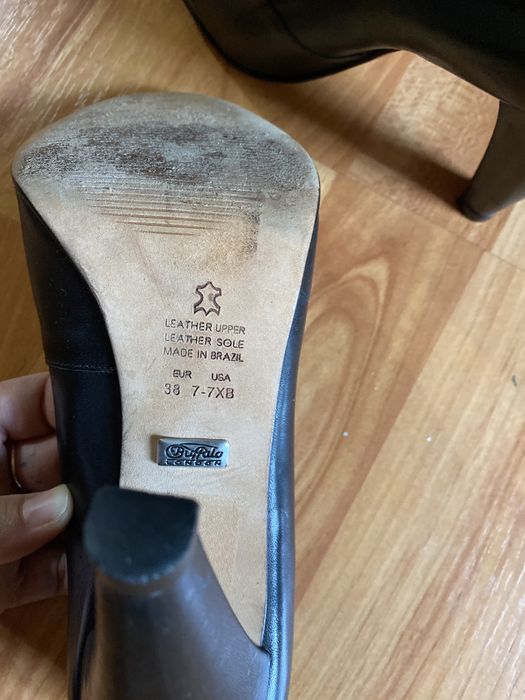 LEATHER UPPER
LEATHER SOLE
MADE IN BRAZIL
EUR USA
38 7-7XB
Buffalo
LONDON